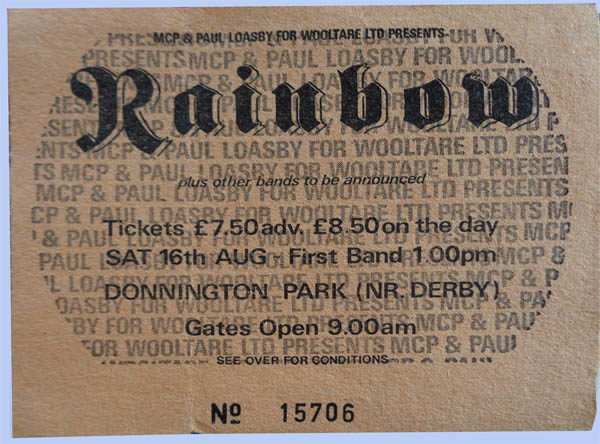 MCP & PAUL LOASBY FOR WOOLTARE LTD PRESENTS
Rainbow
plus other bands to be announced
Tickets £7.50 adv. £8.50 on the day
SAT 16th AUG - First Band 1.00pm
DONNINGTON PARK (NR. DERBY)
Gates Open 9.00am
SEE OVER FOR CONDITIONS
No 15706